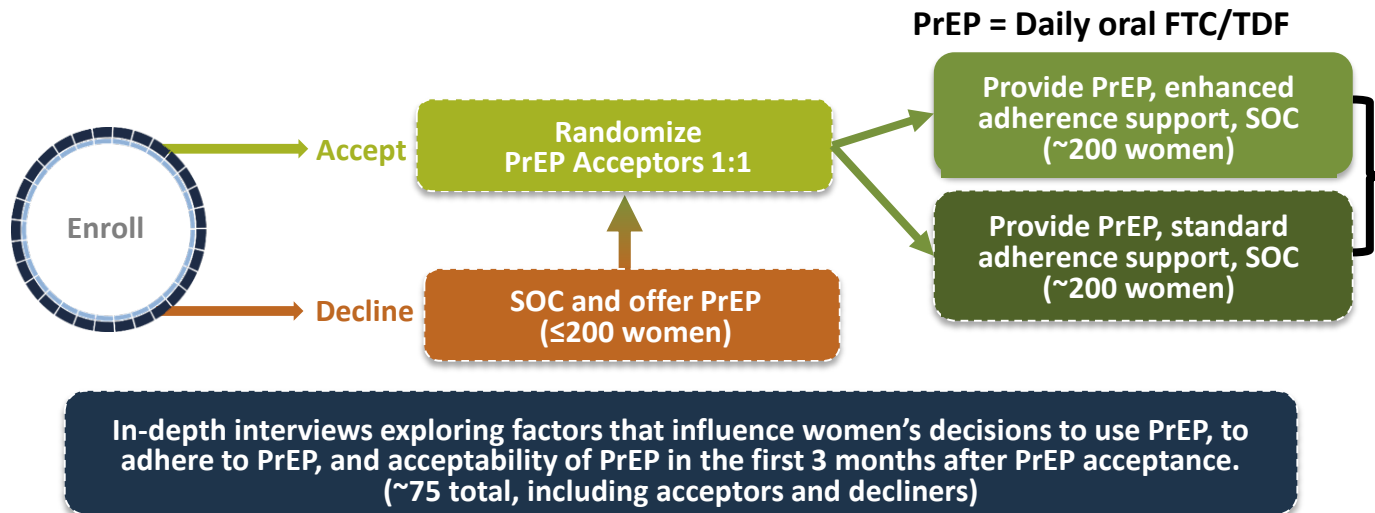 PrEP = Daily oral FTC/TDF
Provide PrEP, enhanced
adherence support, SOC
(~200 women)
Accept
Randomize
PrEP Acceptors 1:1
Enroll
Provide PrEP, standard
adherence support, SOC
(~200 women)
Decline
SOC and offer PrEP
(≤200 women)
In-depth interviews exploring factors that influence women’s decisions to use PrEP, to
adhere to PrEP, and acceptability of PrEP in the first 3 months after PrEP acceptance.
(~75 total, including acceptors and decliners)